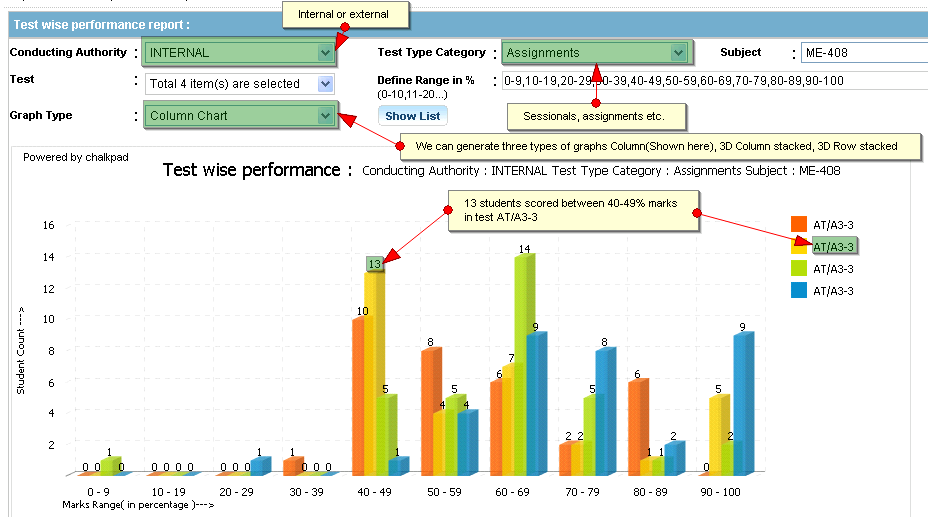 Internal or external
Test wise performance report :
Conducting Authority : INTERNAL Test Type Category : Assignments Subject : ME-408
Test : Total 4 item(s) are selected Define Range in % : 0-9,10-19,20-29,30-39,40-49,50-59,60-69,70-79,80-89,90-100
(0-10,11-20...)
Graph Type : Column Chart Show List Sessionals, assignments etc.
We can generate three types of graphs Column(Shown here), 3D Column stacked, 3D Row stacked
Powered by chalkpad
Test wise performance : Conducting Authority : INTERNAL Test Type Category : Assignments Subject : ME-408
13 students scored between 40-49% marks
in test AT/A3-3
AT/A3-3
AT/A3-3
AT/A3-3
AT/A3-3
Student Count --->
16
14
12
10
8
6
4
2
0 0 1 0
0 0 0 0
0 0 0 1
1 0 0 0
10 13 5 1
8 4 5 4
6 7 14 9
2 2 5 8
6 1 1 2
0 5 2 9
0 - 9 10 - 19 20 - 29 30 - 39 40 - 49 50 - 59 60 - 69 70 - 79 80 - 89 90 - 100
Marks Range( in percentage )--->